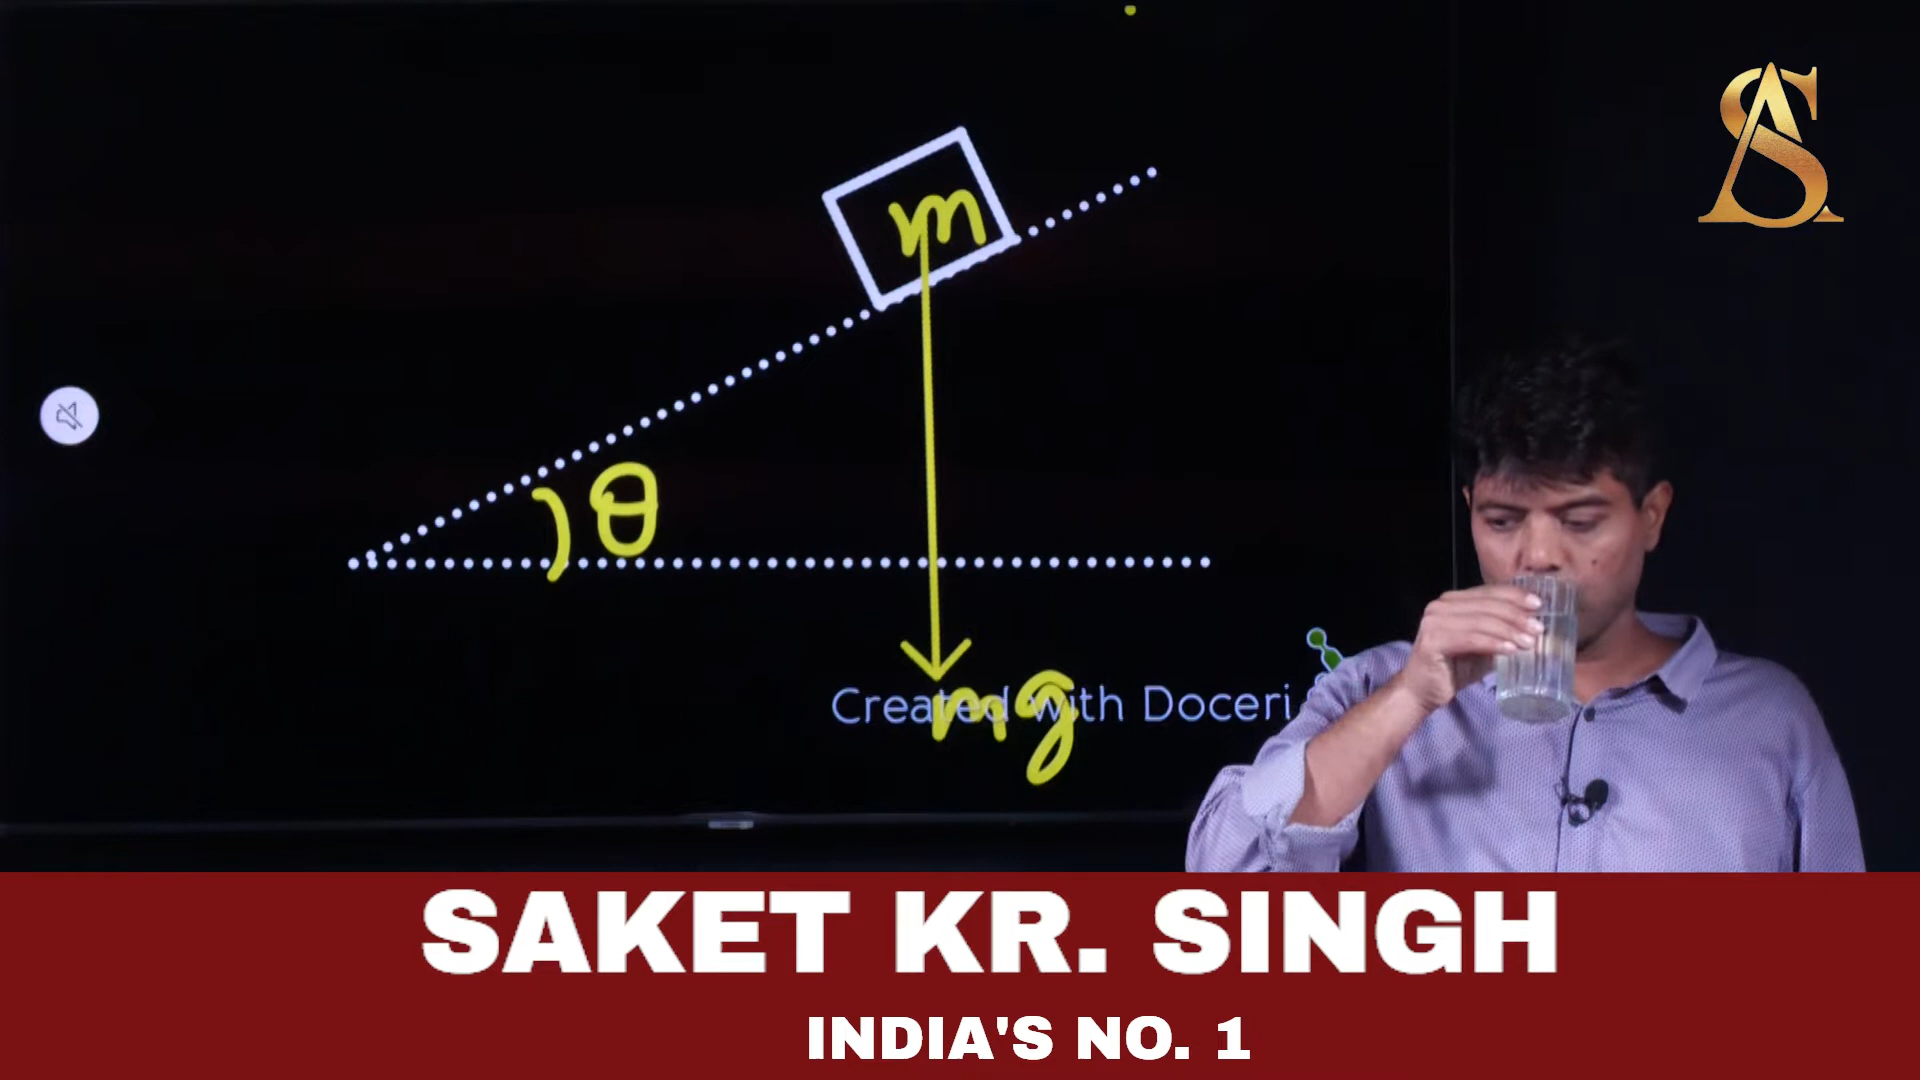 m
θ
mg
Created with Doceri
SAKET KR. SINGH
INDIA'S NO. 1